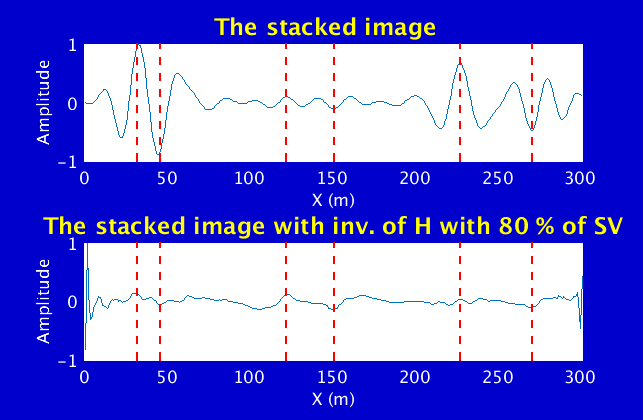 The stacked image
Amplitude
1
0
-1
0 50 100 150 200 250 300
X (m)
The stacked image with inv. of H with 80 % of SV
Amplitude
1
0
-1
0 50 100 150 200 250 300
X (m)